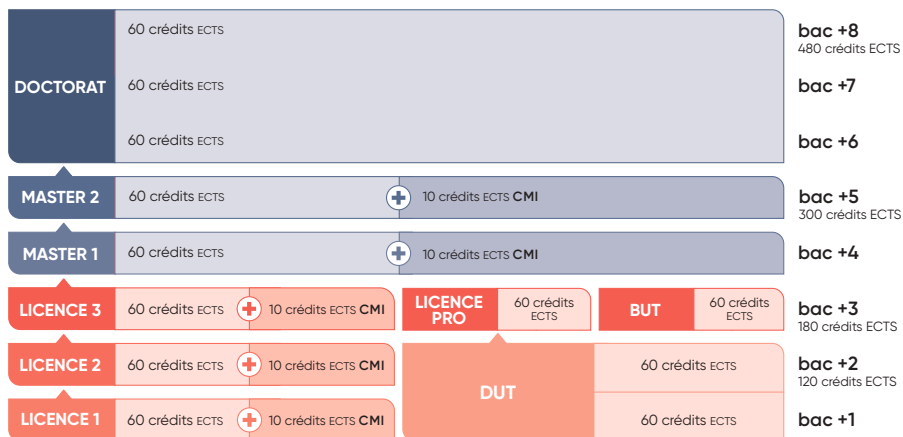 60 crédits ECTS
bac +8
480 crédits ECTS
DOCTORAT
60 crédits ECTS
bac +7
60 crédits ECTS
bac +6
MASTER 2
60 crédits ECTS
10 crédits ECTS CMI
bac +5
300 crédits ECTS
MASTER 1
60 crédits ECTS
10 crédits ECTS CMI
bac +4
LICENCE 3
60 crédits ECTS
10 crédits ECTS CMI
LICENCE
PRO
60 crédits
ECTS
BUT
60 crédits
ECTS
bac +3
180 crédits ECTS
LICENCE 2
60 crédits ECTS
10 crédits ECTS CMI
DUT
60 crédits ECTS
bac +2
120 crédits ECTS
LICENCE 1
60 crédits ECTS
10 crédits ECTS CMI
60 crédits ECTS
bac +1